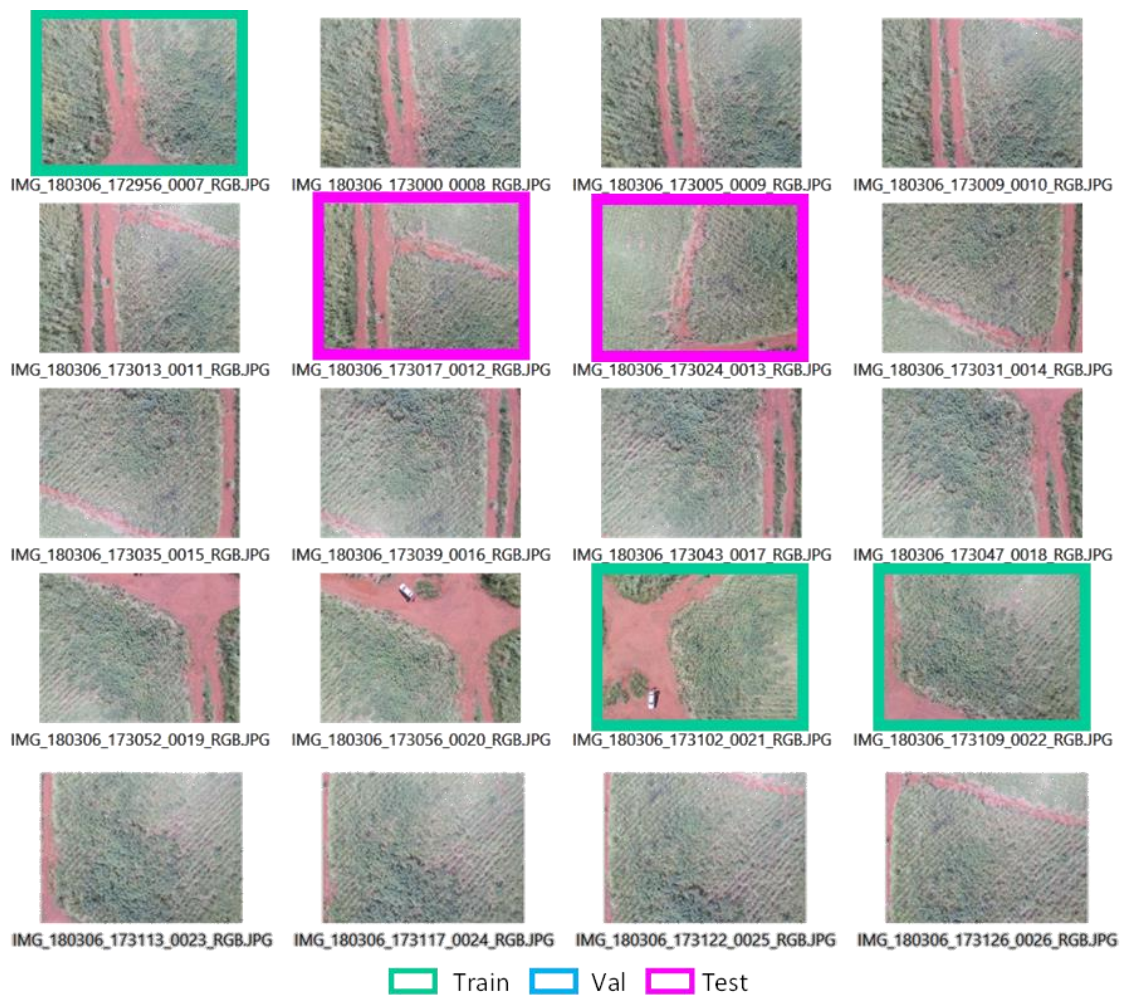 IMG_180306_172956_0007_RGB.JPG IMG_180306_173000_0008_RGB.JPG IMG_180306_173005_0009_RGB.JPG IMG_180306_173009_0010_RGB.JPG
IMG_180306_173013_0011_RGB.JPG IMG_180306_173017_0012_RGB.JPG IMG_180306_173024_0013_RGB.JPG IMG_180306_173031_0014_RGB.JPG
IMG_180306_173035_0015_RGB.JPG IMG_180306_173039_0016_RGB.JPG IMG_180306_173043_0017_RGB.JPG IMG_180306_173047_0018_RGB.JPG
IMG_180306_173052_0019_RGB.JPG IMG_180306_173056_0020_RGB.JPG IMG_180306_173102_0021_RGB.JPG IMG_180306_173109_0022_RGB.JPG
IMG_180306_173113_0023_RGB.JPG IMG_180306_173117_0024_RGB.JPG IMG_180306_173122_0025_RGB.JPG IMG_180306_173126_0026_RGB.JPG
Train Val Test